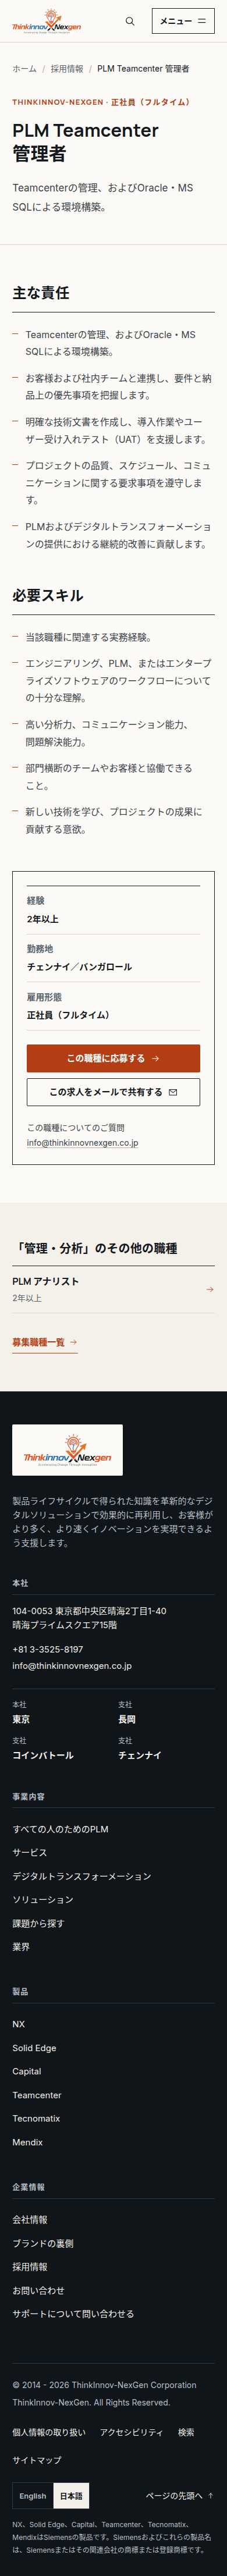 ThinkinnovXNexgen
メニュー
ホーム / 採用情報 / PLM Teamcenter 管理者
THINKINNOV-NEXGEN · 正社員（フルタイム）
PLM Teamcenter
管理者
Teamcenterの管理、およびOracle・MS
SQLによる環境構築。
主な責任
Teamcenterの管理、およびOracle・MS
SQLによる環境構築。
お客様および社内チームと連携し、要件と納
品上の優先事項を把握します。
明確な技術文書を作成し、導入作業やユー
ザー受け入れテスト（UAT）を支援します。
プロジェクトの品質、スケジュール、コミュ
ニケーションに関する要求事項を遵守しま
す。
PLMおよびデジタルトランスフォーメーショ
ンの提供における継続的改善に貢献します。
必要スキル
当該職種に関連する実務経験。
エンジニアリング、PLM、またはエンタープ
ライズソフトウェアのワークフローについて
の十分な理解。
高い分析力、コミュニケーション能力、
問題解決能力。
部門横断のチームやお客様と協働できる
こと。
新しい技術を学び、プロジェクトの成果に
貢献する意欲。
経験
2年以上
勤務地
チェンナイ／バンガロール
雇用形態
正社員（フルタイム）
この職種に応募する →
この求人をメールで共有する
この職種についてのご質問
info@thinkinnovnexgen.co.jp
「管理・分析」のその他の職種
PLM アナリスト
2年以上
→
募集職種一覧 →
ThinkinnovXNexgen
製品ライフサイクルで得られた知識を革新的なデジ
タルソリューションで効果的に再利用し、お客様が
より多く、より速くイノベーションを実現できるよ
う支援します。
本社
104-0053 東京都中央区晴海2丁目1-40
晴海プライムスクエア15階
+81 3-3525-8197
info@thinkinnovnexgen.co.jp
本社 支社
東京 長岡
支社 支社
コインバトール チェンナイ
事業内容
すべての人のためのPLM
サービス
デジタルトランスフォーメーション
ソリューション
課題から探す
業界
製品
NX
Solid Edge
Capital
Teamcenter
Tecnomatix
Mendix
企業情報
会社情報
ブランドの裏側
採用情報
お問い合わせ
サポートについて問い合わせる
© 2014 - 2026 ThinkInnov-NexGen Corporation
ThinkInnov-NexGen. All Rights Reserved.
個人情報の取り扱い アクセシビリティ 検索
サイトマップ
English 日本語 ページの先頭へ ↑
NX、Solid Edge、Capital、Teamcenter、Tecnomatix、
MendixはSiemensの製品です。Siemensおよびこれらの製品名
は、Siemensまたはその関連会社の商標または登録商標です。